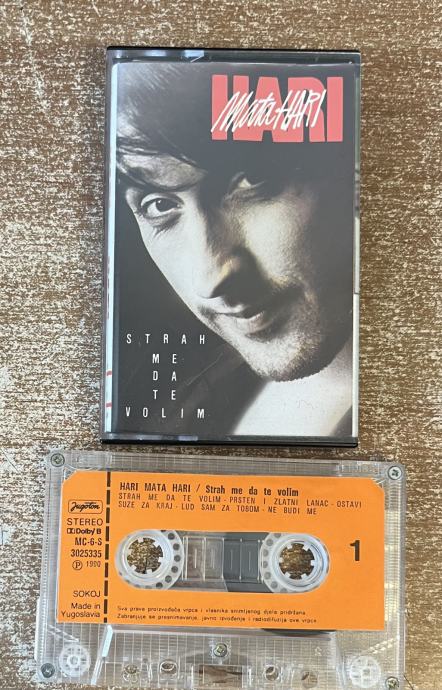 HARI
Mata HARI
STRAH
ME
DA
TE
VOLIM
HARI MATA HARI / Strah me da te volim
STRAH ME DA TE VOLIM - PRSTEN I ZLATNI LANAC - OSTAVI
SUZE ZA KRAJ - LUD SAM ZA TOBOM - NE BUDI ME
Jugoton
STEREO
Dolby B
MC-6-S
3025335
Ⓟ 1990
1
SOKOJ
Made in
Yugoslavia
Sva prava proizvođača vrpce i vlasnika snimljenog djela pridržana.
Zabranjuje se presnimavanje, javno izvođenje i radiodifuzija ove vrpce.